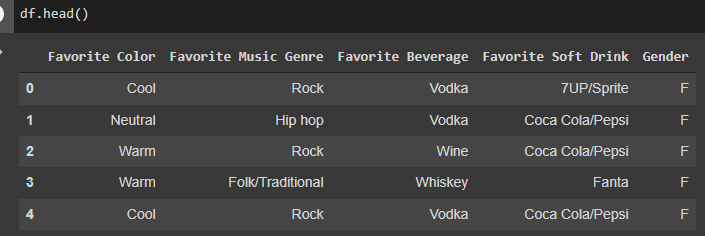 df.head()
Favorite Color Favorite Music Genre Favorite Beverage Favorite Soft Drink Gender
0 Cool Rock Vodka 7UP/Sprite F
1 Neutral Hip hop Vodka Coca Cola/Pepsi F
2 Warm Rock Wine Coca Cola/Pepsi F
3 Warm Folk/Traditional Whiskey Fanta F
4 Cool Rock Vodka Coca Cola/Pepsi F